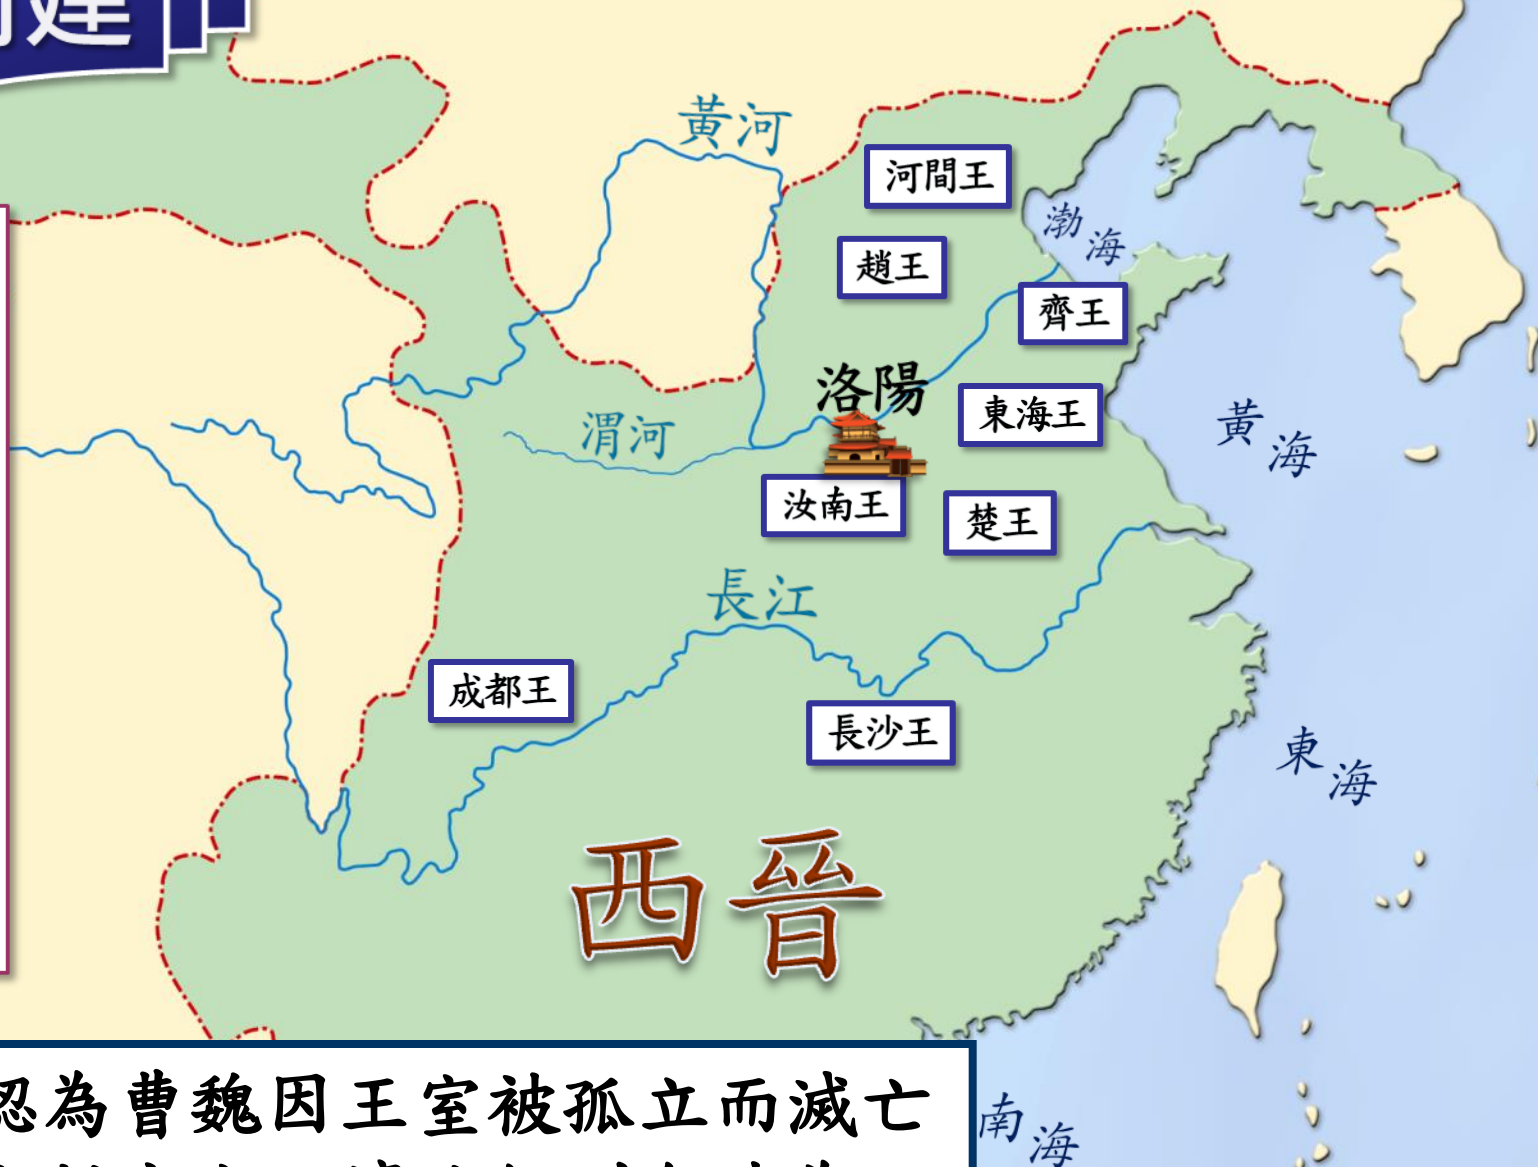 建
黃河
河間王
渤海
趙王
齊王
洛陽
東海王
渭河
黃海
汝南王
楚王
長江
成都王
長沙王
東海
西晉
認為曹魏因王室被孤立而滅亡
南海